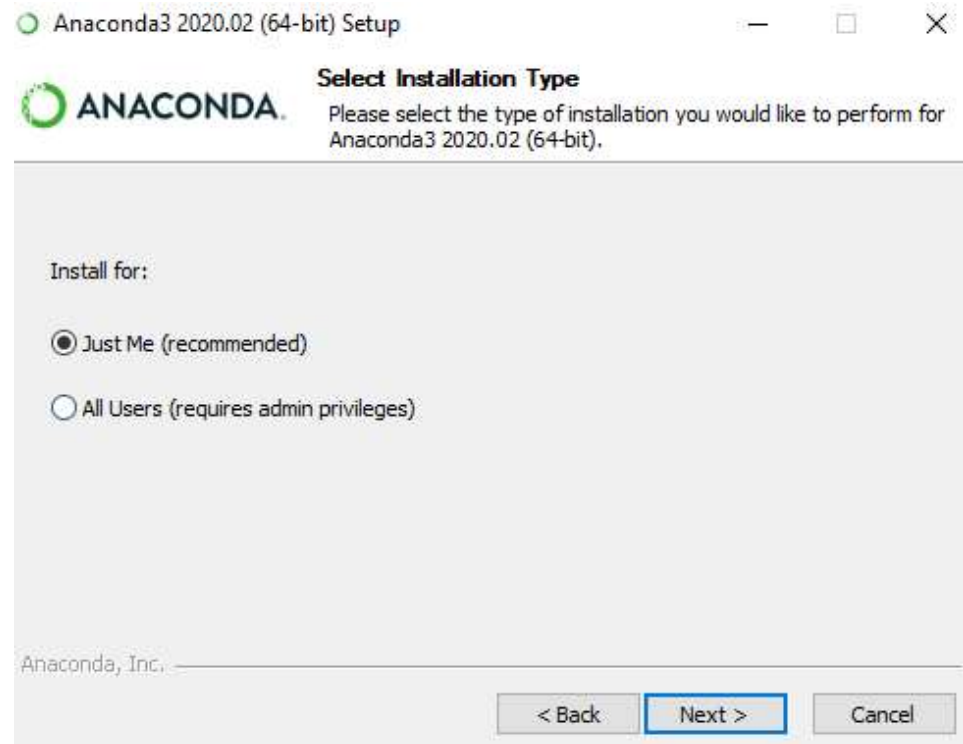 Anaconda3 2020.02 (64-bit) Setup
ANACONDA.
Select Installation Type
Please select the type of installation you would like to perform for
Anaconda3 2020.02 (64-bit).
Install for:
Just Me (recommended)
All Users (requires admin privileges)
Anaconda, Inc.
< Back Next > Cancel